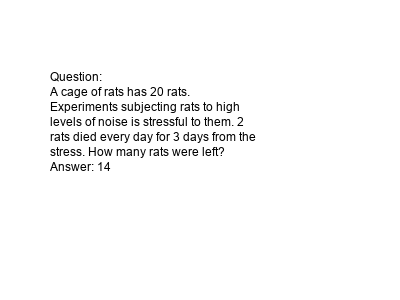 Question:
A cage of rats has 20 rats.
Experiments subjecting rats to high
levels of noise is stressful to them. 2
rats died every day for 3 days from the
stress. How many rats were left?
Answer: 14